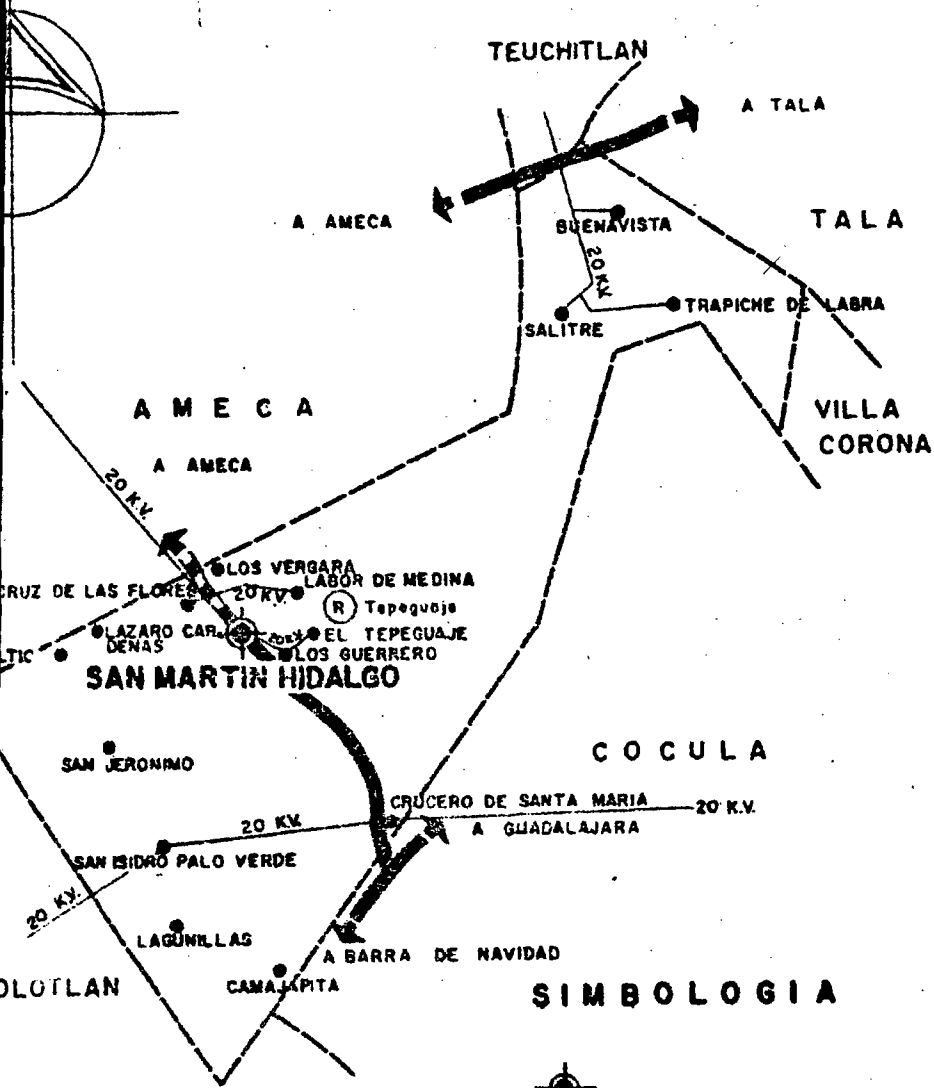 TEUCHITLAN
A TALA
A AMECA
BUENAVISTA
TALA
20 K.V.
TRAPICHE DE LABRA
SALITRE
AMECA
VILLA
CORONA
A AMECA
20 K.V.
LOS VERGARA
CRUZ DE LAS FLORES
20 KV.
LABOR DE MEDINA
R
Tepeguaje
LAZARO CAR-
DENAS
20 K.V.
EL TEPEGUAJE
LTIC
LOS GUERRERO
SAN MARTIN HIDALGO
SAN JERONIMO
COCULA
CRUCERO DE SANTA MARIA
20 K.V.
20 KV.
A GUADALAJARA
SAN ISIDRO PALO VERDE
20 KV.
LAGUNILLAS
A BARRA DE NAVIDAD
OLOTLAN
CAMAJAPITA
SIMBOLOGIA